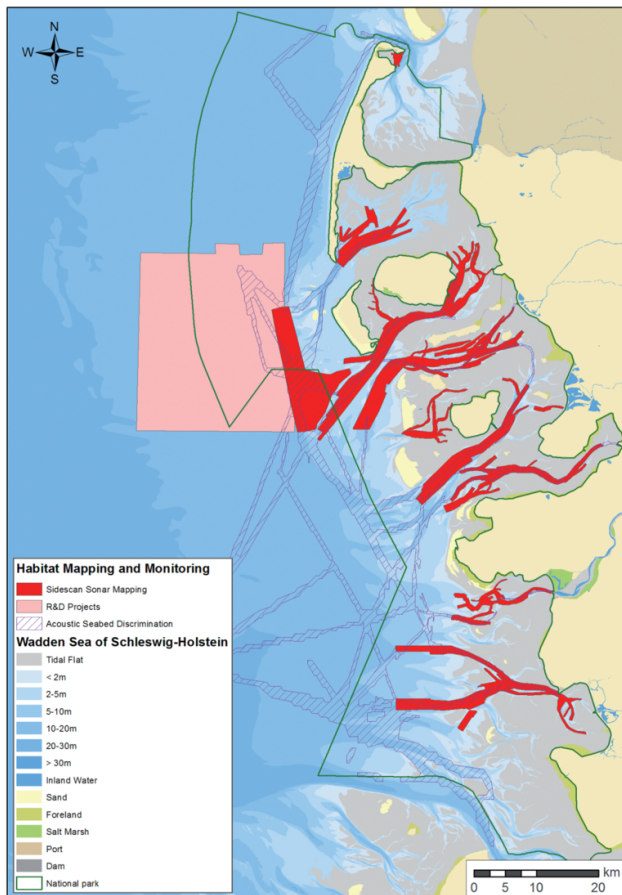 N
W E
S
Habitat Mapping and Monitoring
Sidescan Sonar Mapping
R&D Projects
Acoustic Seabed Discrimination
Wadden Sea of Schleswig-Holstein
Tidal Flat
< 2m
2-5m
5-10m
10-20m
20-30m
> 30m
Inland Water
Sand
Foreland
Salt Marsh
Port
Dam
National park
km
0 5 10 20